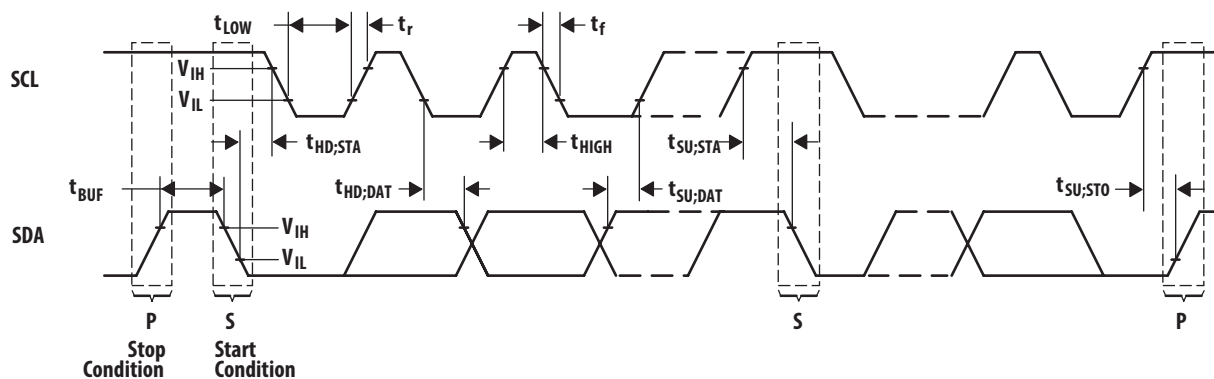 tLOW
tr
tf
SCL
VIH
VIL
tHD;STA
tHIGH
tSU;STA
tBUF
tHD;DAT
tSU;DAT
tSU;STO
SDA
VIH
VIL
P
S
S
P
Stop
Condition
Start
Condition